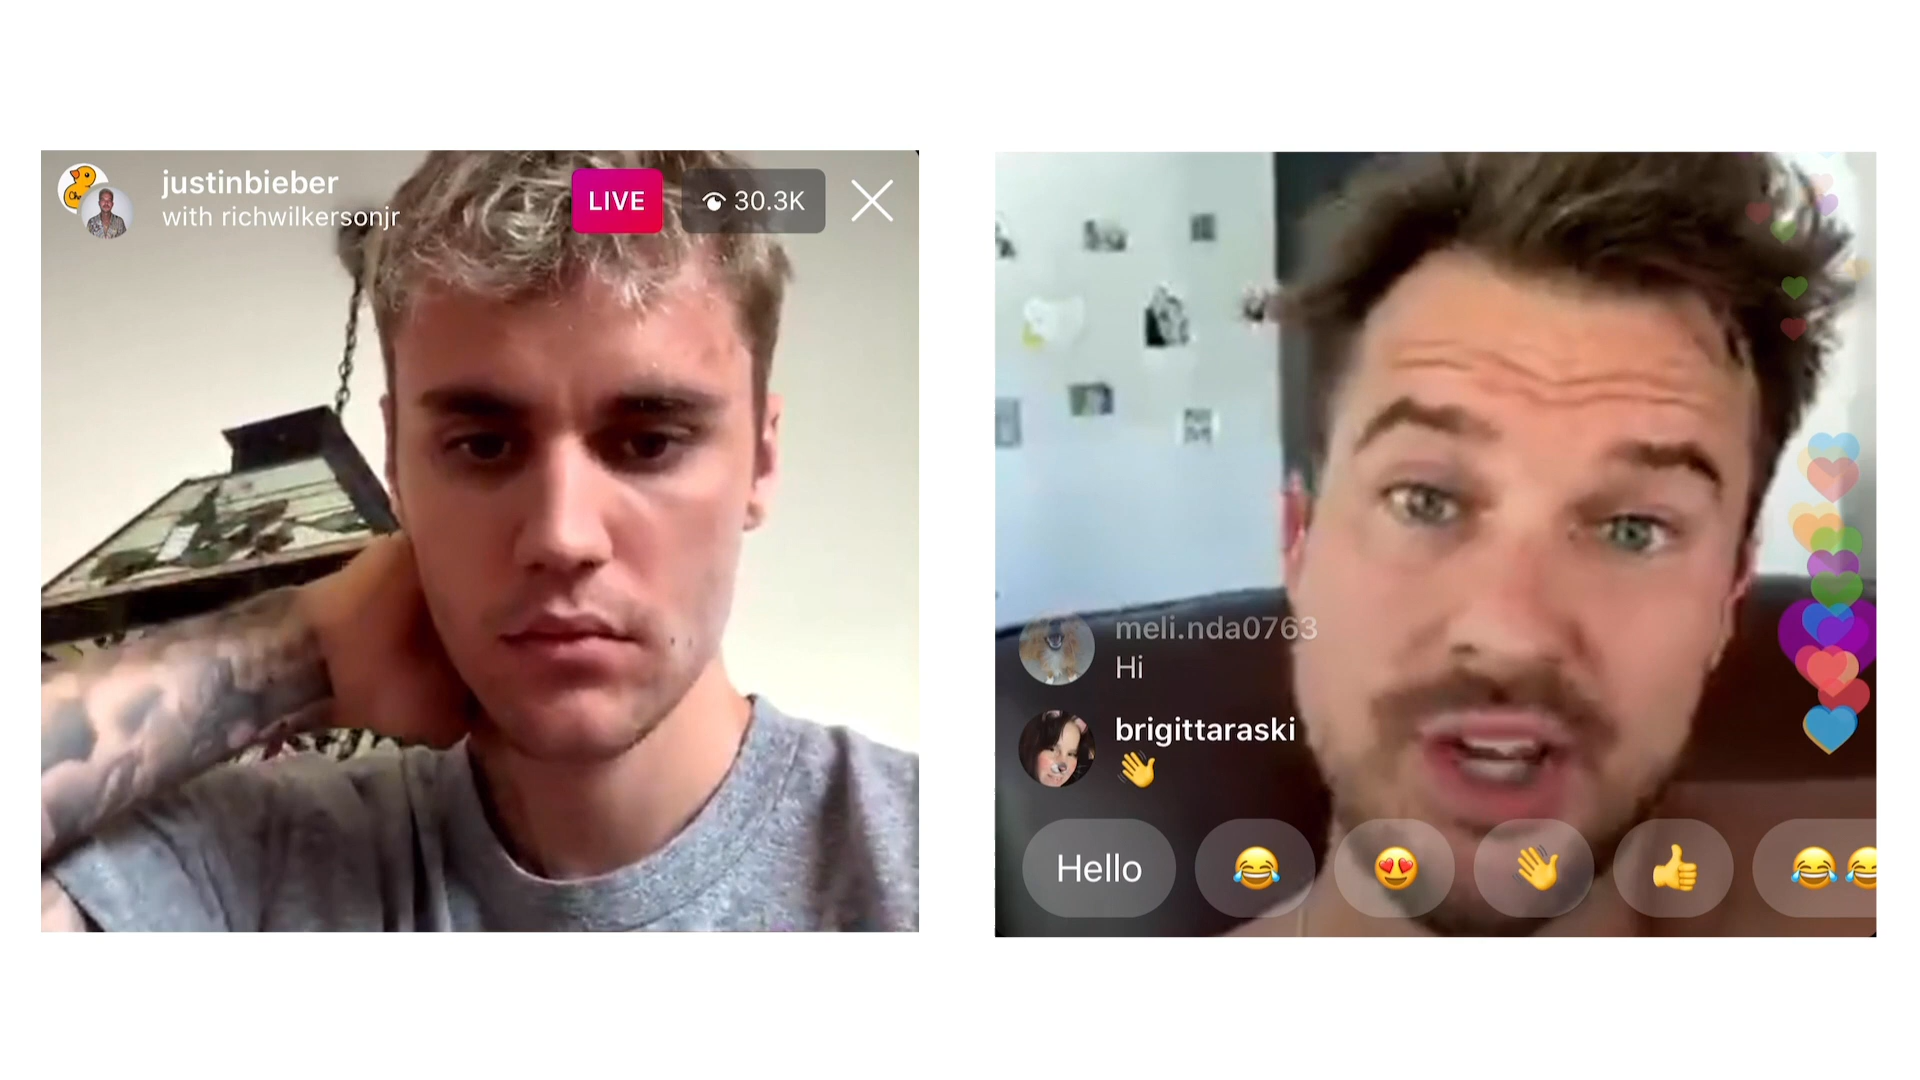 justinbieber
with richwilkersonjr
LIVE
30.3K
meli.nda0763
Hi
brigittaraski
👋
Hello 😂 😍 👋 👍 😂😂